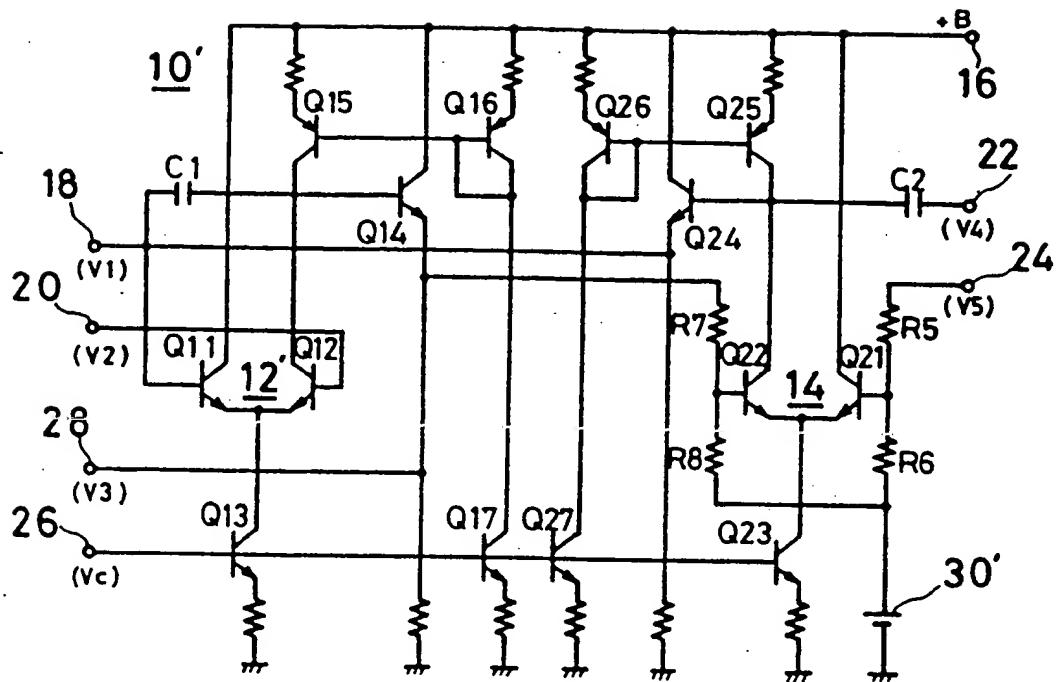 +B
10'
16
Q15
Q16
Q26
Q25
C1
C2
22
18
Q14
Q24
(V4)
(V1)
24
20
(V5)
R7
R5
(V2)
Q11
Q12
Q22
Q21
12'
14
28
R8
R6
(V3)
Q13
Q17
Q27
Q23
26
(Vc)
30'